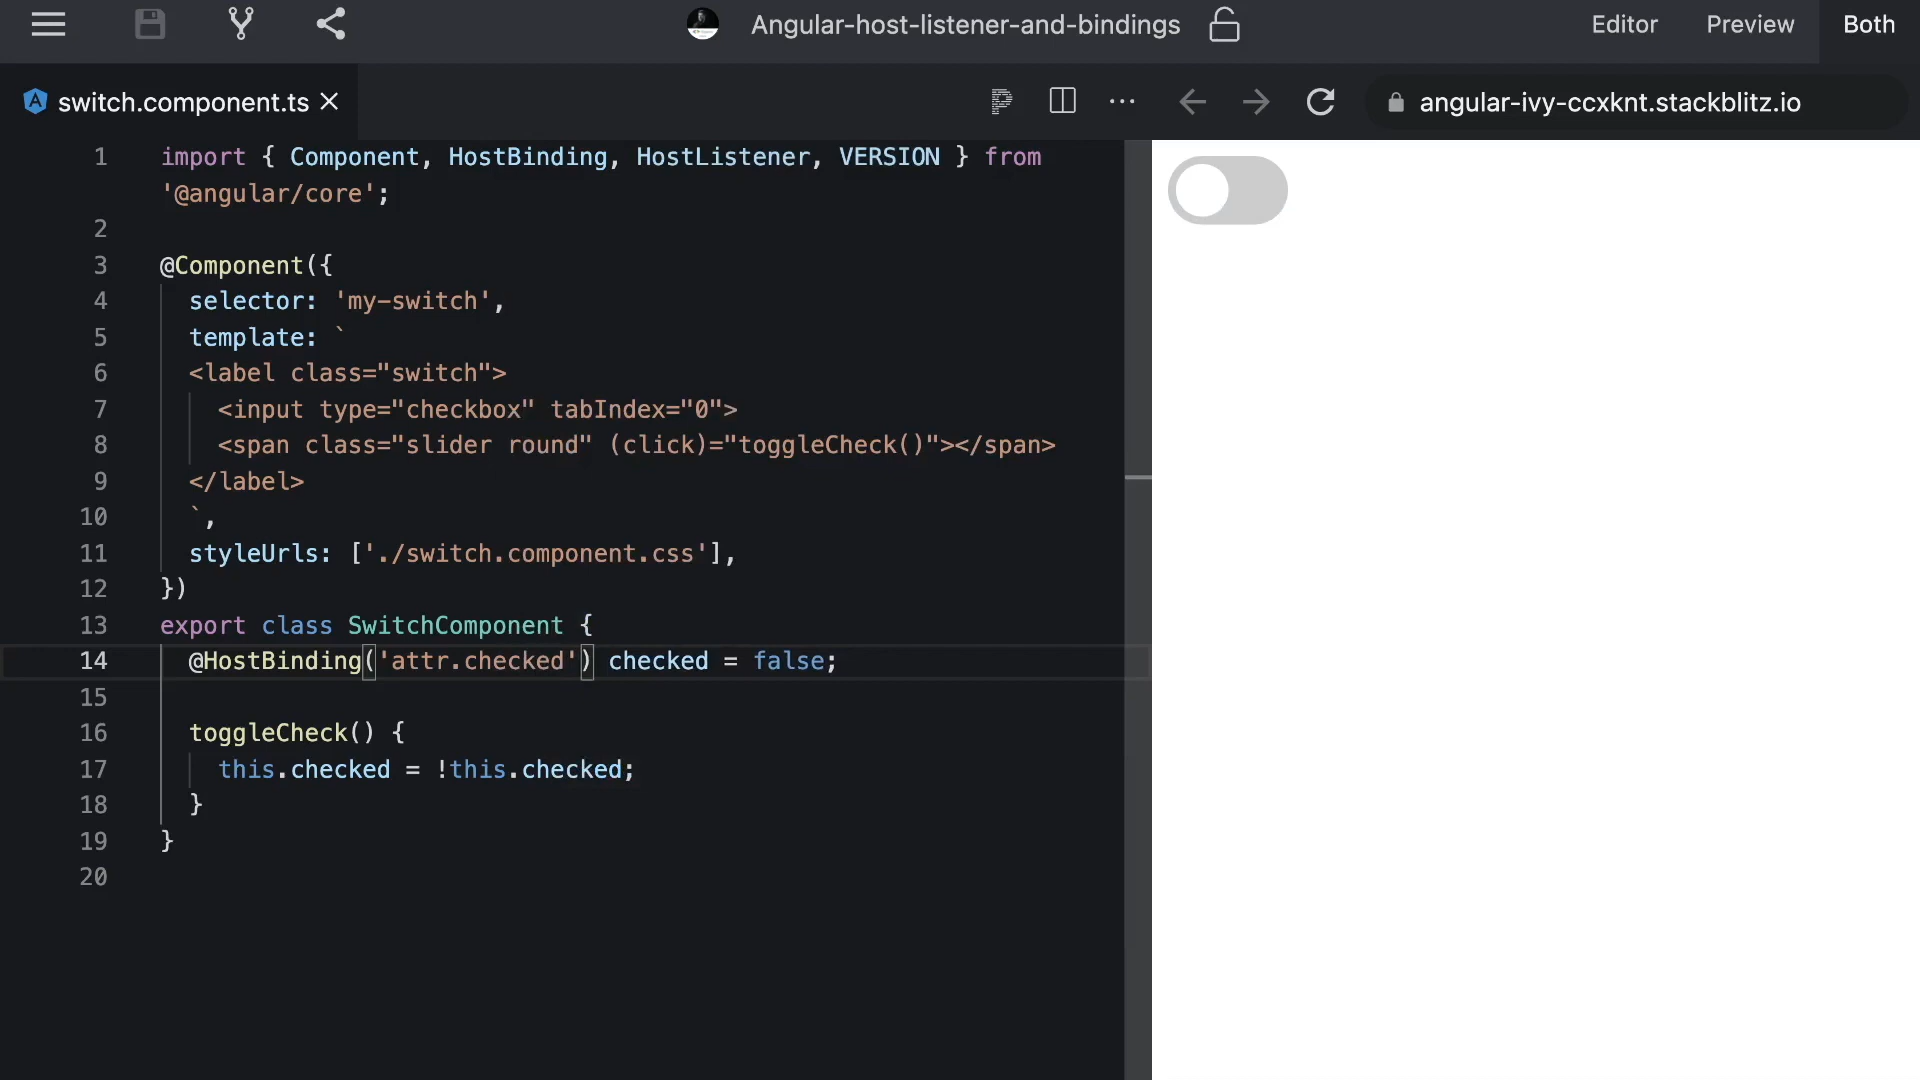 Angular-host-listener-and-bindings
Editor Preview Both
switch.component.ts
angular-ivy-ccxknt.stackblitz.io
1 import { Component, HostBinding, HostListener, VERSION } from
'@angular/core';
2
3 @Component({
4 selector: 'my-switch',
5 template: `
6 <label class="switch">
7 <input type="checkbox" tabIndex="0">
8 <span class="slider round" (click)="toggleCheck()"></span>
9 </label>
10 `,
11 styleUrls: ['./switch.component.css'],
12 })
13 export class SwitchComponent {
14 @HostBinding('attr.checked') checked = false;
15
16 toggleCheck() {
17 this.checked = !this.checked;
18 }
19 }
20